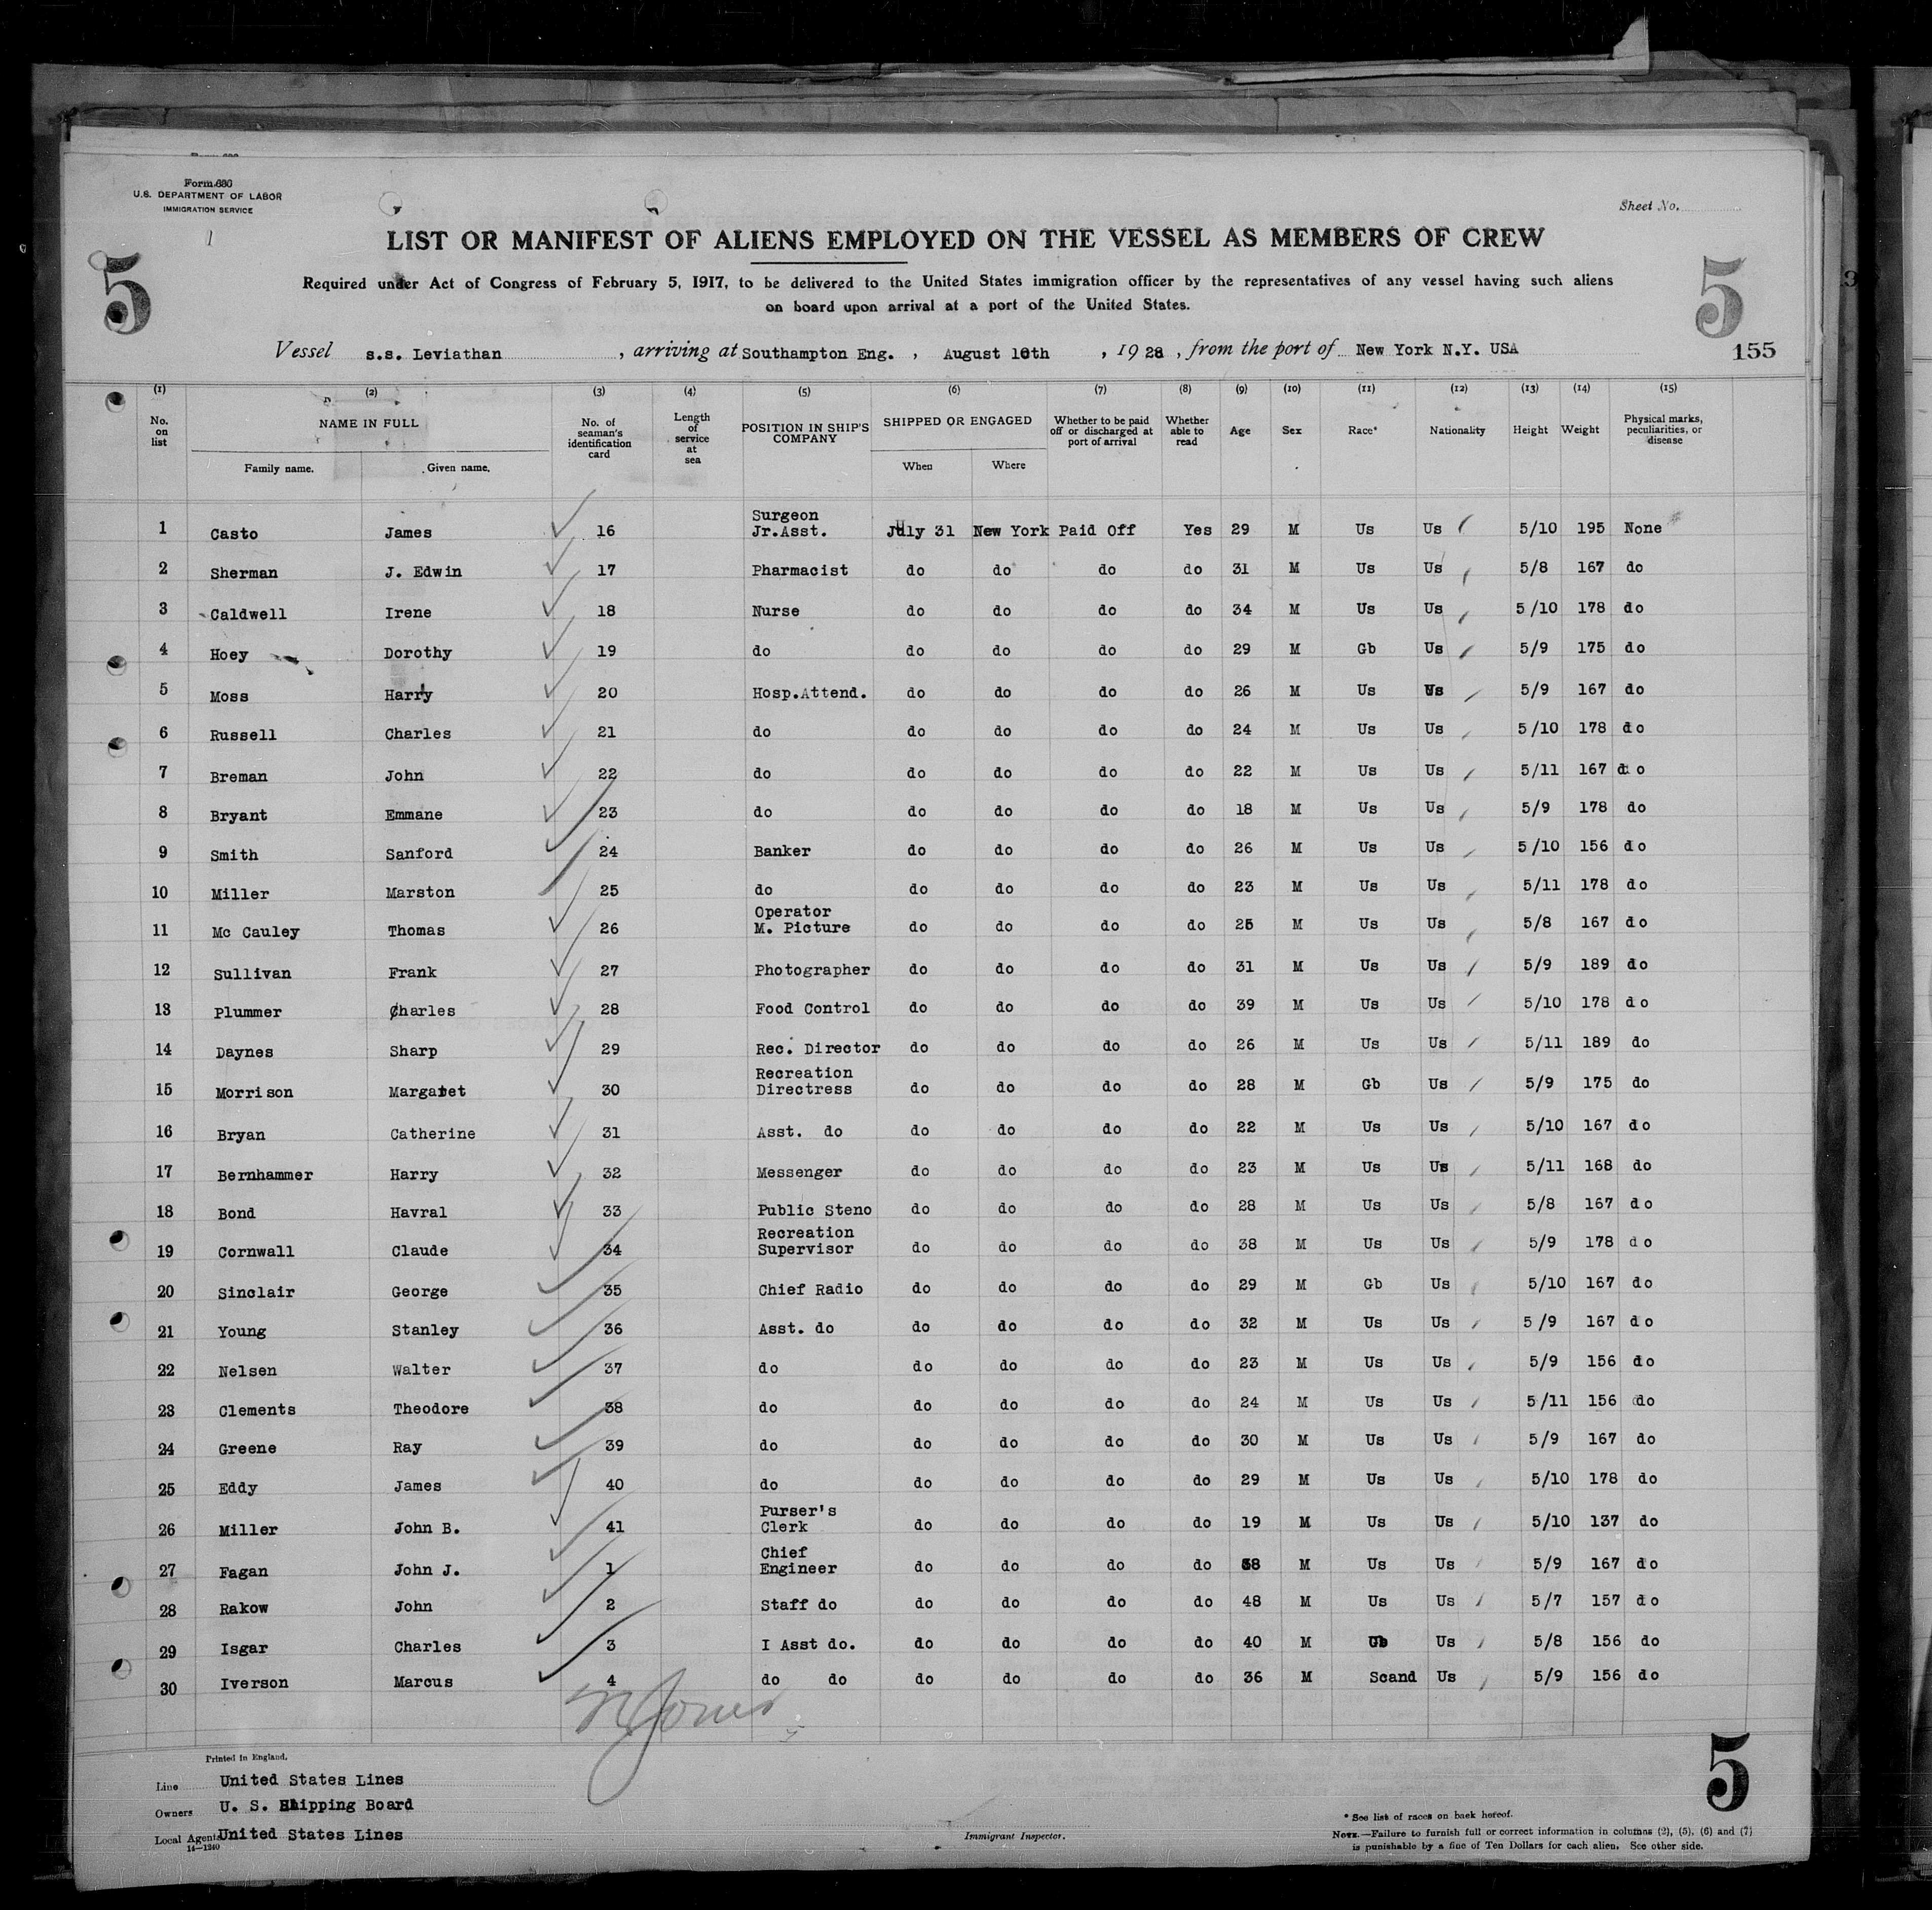 Form 680
U.S. DEPARTMENT OF LABOR
IMMIGRATION SERVICE
Sheet No.
1
5
5
LIST OR MANIFEST OF ALIENS EMPLOYED ON THE VESSEL AS MEMBERS OF CREW
Required under Act of Congress of February 5, 1917, to be delivered to the United States immigration officer by the representatives of any vessel having such aliens
on board upon arrival at a port of the United States.
Vessel s.s. Leviathan , arriving at Southampton Eng. , August 10th , 1928 , from the port of New York N.Y. USA
155
(1) (2) (3) (4) (5) (6) (7) (8) (9) (10) (11) (12) (13) (14) (15)
No. on list NAME IN FULL Family name. Given name. No. of seaman's identification card Length of service at sea POSITION IN SHIP'S COMPANY SHIPPED OR ENGAGED When Where Whether to be paid off or discharged at port of arrival Whether able to read Age Sex Race* Nationality Height Weight Physical marks, peculiarities, or disease
1 Casto James 16 Surgeon Jr.Asst. July 31 New York Paid Off Yes 29 M Us Us 5/10 195 None
2 Sherman J. Edwin 17 Pharmacist do do do do 31 M Us Us 5/8 167 do
3 Caldwell Irene 18 Nurse do do do do 34 M Us Us 5/10 178 do
4 Hoey Dorothy 19 do do do do do 29 M Gb Us 5/9 175 do
5 Moss Harry 20 Hosp.Attend. do do do do 26 M Us Us 5/9 167 do
6 Russell Charles 21 do do do do do 24 M Us Us 5/10 178 do
7 Breman John 22 do do do do do 22 M Us Us 5/11 167 do
8 Bryant Emmane 23 do do do do do 18 M Us Us 5/9 178 do
9 Smith Sanford 24 Banker do do do do 26 M Us Us 5/10 156 do
10 Miller Marston 25 do do do do do 23 M Us Us 5/11 178 do
11 Mc Cauley Thomas 26 Operator M. Picture do do do do 25 M Us Us 5/8 167 do
12 Sullivan Frank 27 Photographer do do do do 31 M Us Us 5/9 189 do
13 Plummer Charles 28 Food Control do do do do 39 M Us Us 5/10 178 do
14 Daynes Sharp 29 Rec. Director do do do do 26 M Us Us 5/11 189 do
15 Morrison Margaret 30 Recreation Directress do do do do 28 M Gb Us 5/9 175 do
16 Bryan Catherine 31 Asst. do do do do do 22 M Us Us 5/10 167 do
17 Bernhammer Harry 32 Messenger do do do do 23 M Us Us 5/11 168 do
18 Bond Havral 33 Public Steno do do do do 28 M Us Us 5/8 167 do
19 Cornwall Claude 34 Recreation Supervisor do do do do 38 M Us Us 5/9 178 do
20 Sinclair George 35 Chief Radio do do do do 29 M Gb Us 5/10 167 do
21 Young Stanley 36 Asst. do do do do do 32 M Us Us 5/9 167 do
22 Nelsen Walter 37 do do do do do 23 M Us Us 5/9 156 do
23 Clements Theodore 38 do do do do do 24 M Us Us 5/11 156 do
24 Greene Ray 39 do do do do do 30 M Us Us 5/9 167 do
25 Eddy James 40 do do do do do 29 M Us Us 5/10 178 do
26 Miller John B. 41 Purser's Clerk do do do do 19 M Us Us 5/10 137 do
27 Fagan John J. 1 Chief Engineer do do do do M Us Us 5/9 167 do
28 Rakow John 2 Staff do do do do do 48 M Us Us 5/7 157 do
29 Isgar Charles 3 I Asst do. do do do do 40 M Gb Us 5/8 156 do
30 Iverson Marcus 4 do do do do do do 36 M Scand Us 5/9 156 do
Printed in England.
Line United States Lines
Owners U. S. Shipping Board
Local Agents United States Lines
14—1240
Immigrant Inspector.
* See list of races on back hereof.
NOTE.—Failure to furnish full or correct information in columns (2), (5), (6) and (7)
is punishable by a fine of Ten Dollars for each alien. See other side.
5